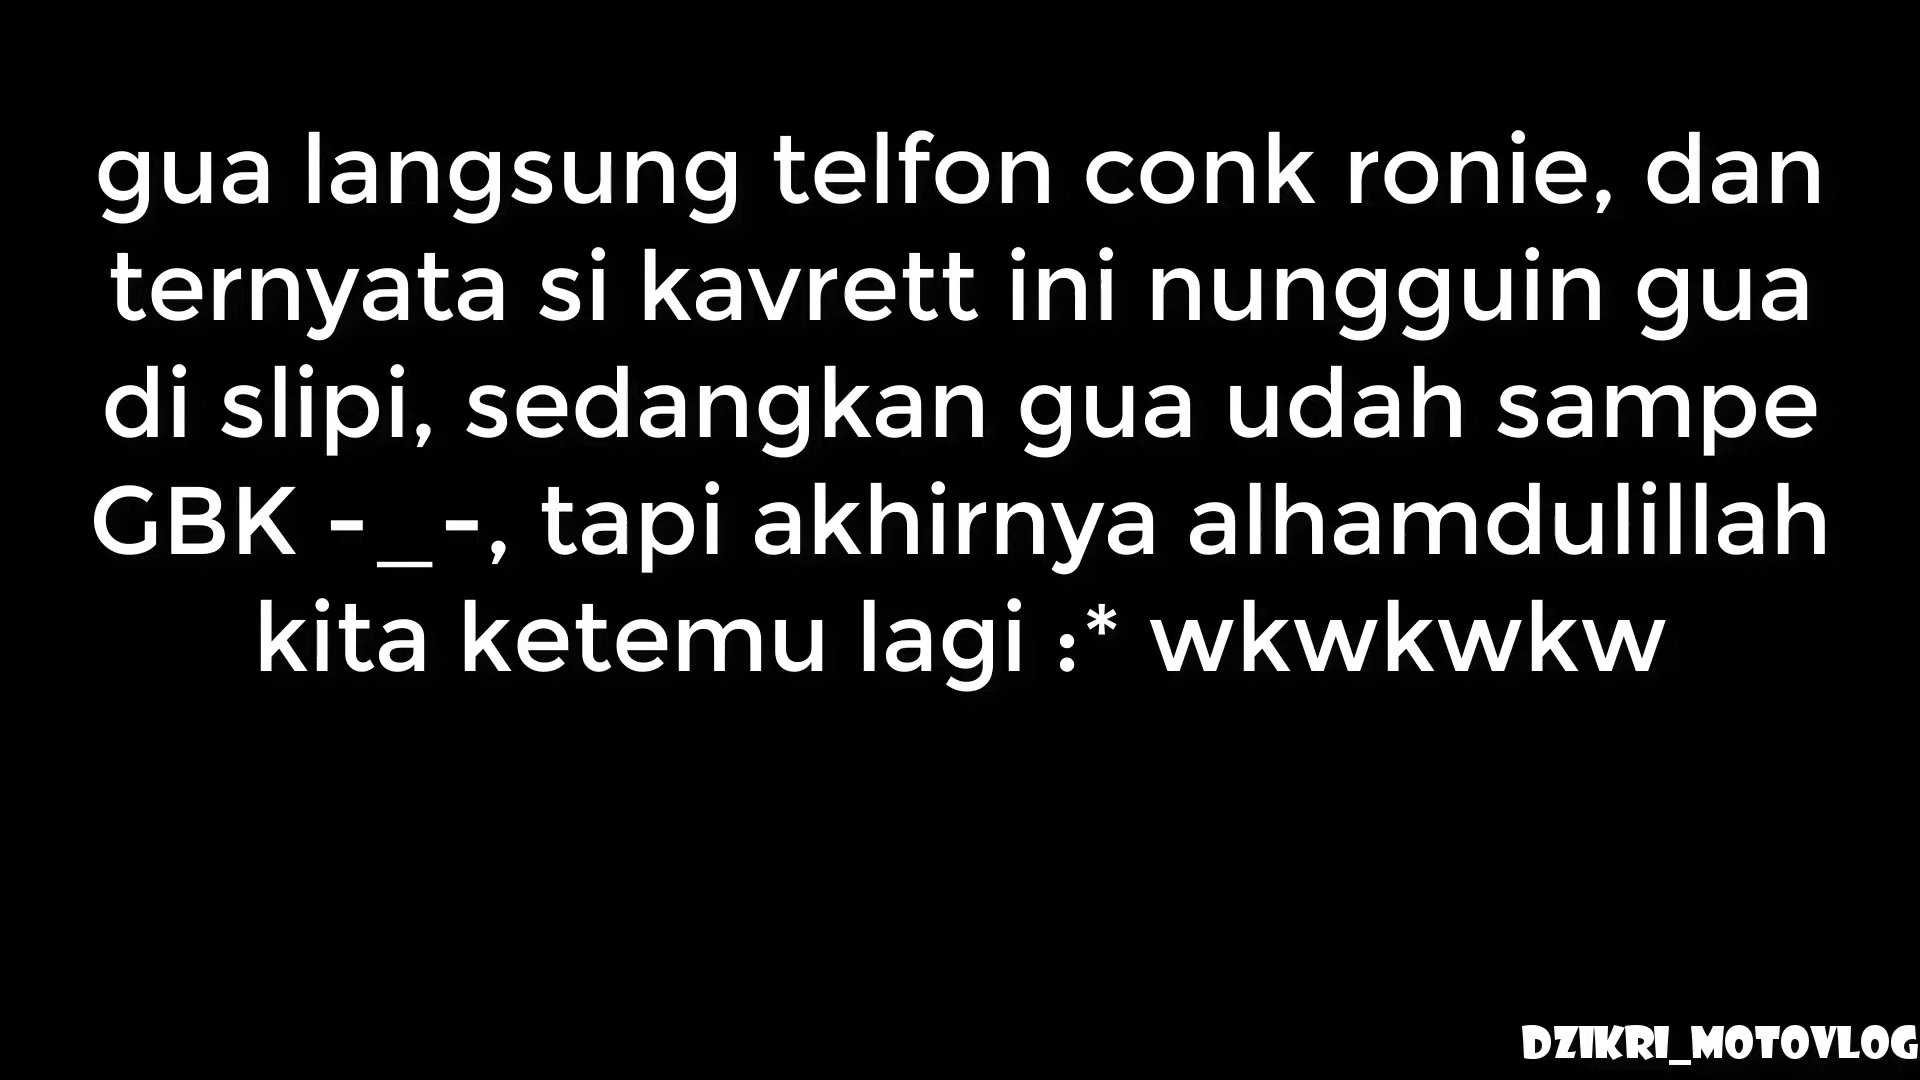 gua langsung telfon conk ronie, dan
ternyata si kavrett ini nungguin gua
di slipi, sedangkan gua udah sampe
GBK -_-, tapi akhirnya alhamdulillah
kita ketemu lagi :* wkwkwkw
DZIKRI_MOTOVLOG